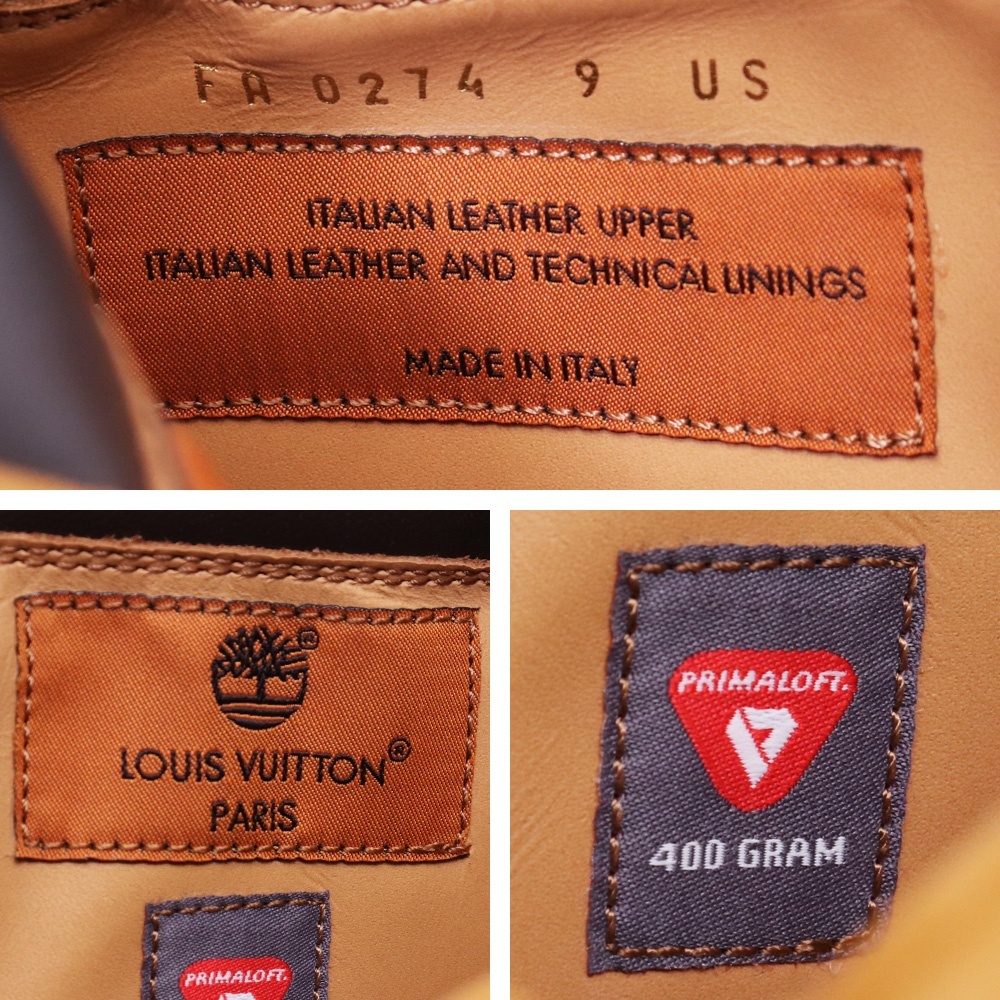 FA 0274 9 US
ITALIAN LEATHER UPPER
ITALIAN LEATHER AND TECHNICAL LININGS
MADE IN ITALY
®
LOUIS VUITTON®
PARIS
PRIMALOFT.
PRIMALOFT.
400 GRAM